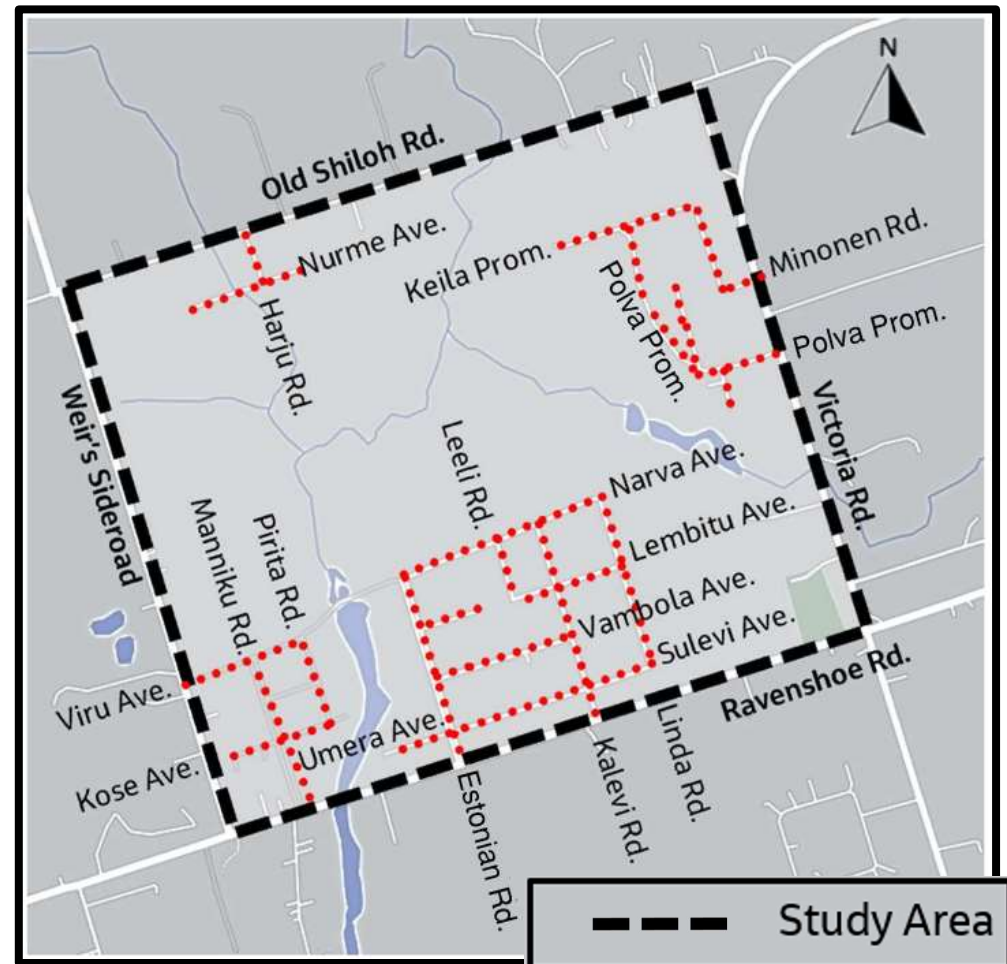 N
Old Shiloh Rd.
Nurme Ave.
Keila Prom.
Minonen Rd.
Harju Rd.
Polva Prom.
Polva Prom.
Weir's Sideroad
Victoria Rd.
Leeli Rd.
Narva Ave.
Lembitu Ave.
Manniku Rd.
Pirita Rd.
Vambola Ave.
Sulevi Ave.
Viru Ave.
Ravenshoe Rd.
Umera Ave.
Kose Ave.
Linda Rd.
Kalevi Rd.
Estonian Rd.
Study Area